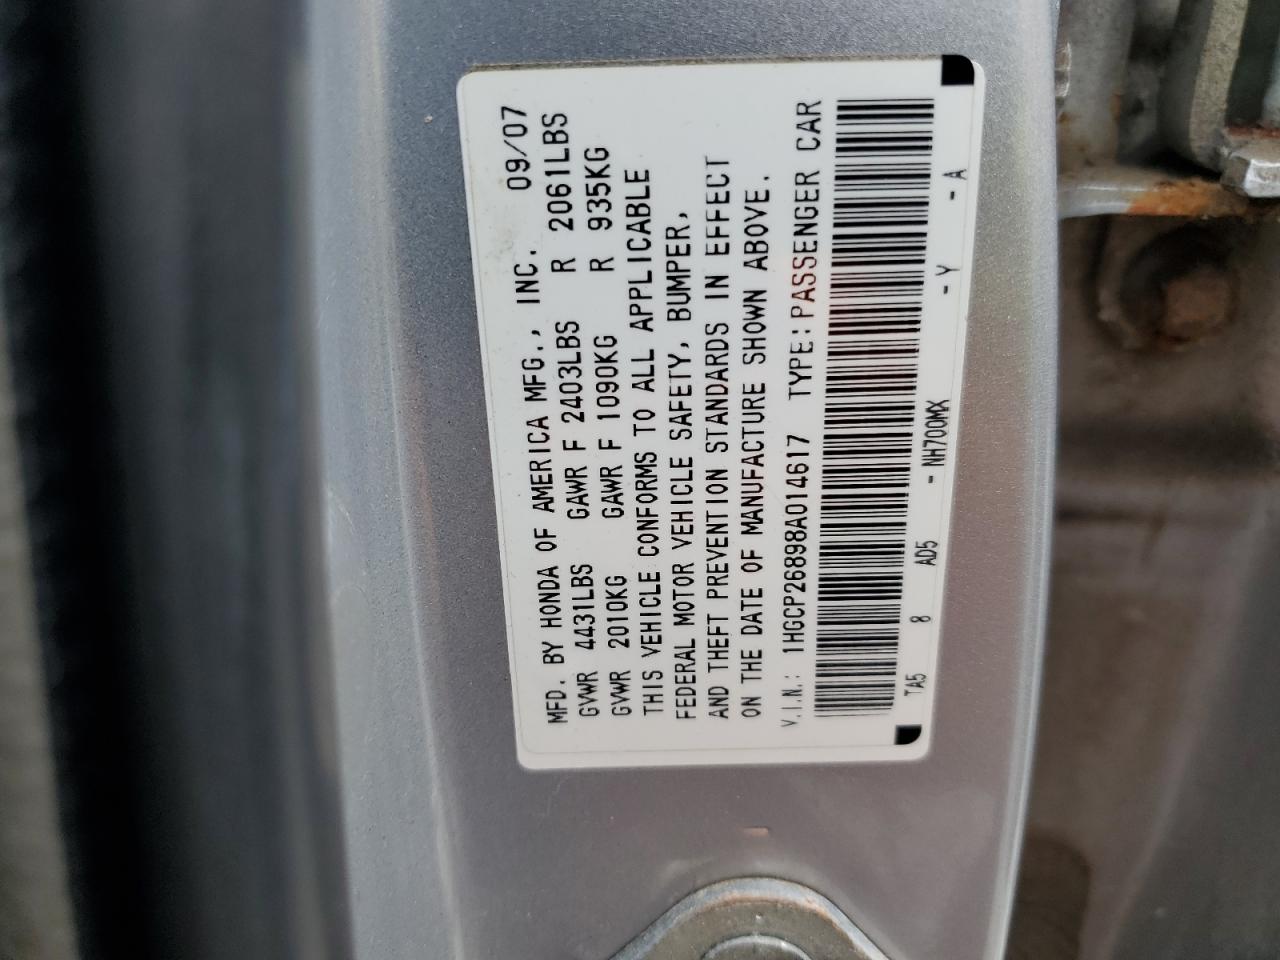 MFD. BY HONDA OF AMERICA MFG., INC. 09/07
GVWR 4431LBS GAWR F 2403LBS R 2061LBS
GVWR 2010KG GAWR F 1090KG R 935KG
THIS VEHICLE CONFORMS TO ALL APPLICABLE
FEDERAL MOTOR VEHICLE SAFETY, BUMPER,
AND THEFT PREVENTION STANDARDS IN EFFECT
ON THE DATE OF MANUFACTURE SHOWN ABOVE.
V.I.N.: 1HGCP26898A014617 TYPE:PASSENGER CAR
TA5 8 AD5 - NH700MX - Y - A